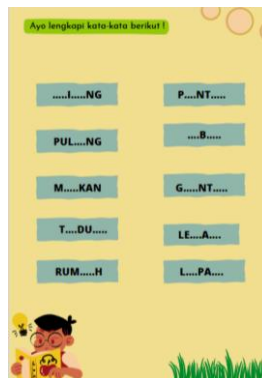 Ayo lengkapi kata-kata berikut !
.....I.....NG
P....NT.....
PUL....NG
....B....
M.....KAN
G.....NT.....
T....DU.....
LE....A....
RUM.....H
L....PA....